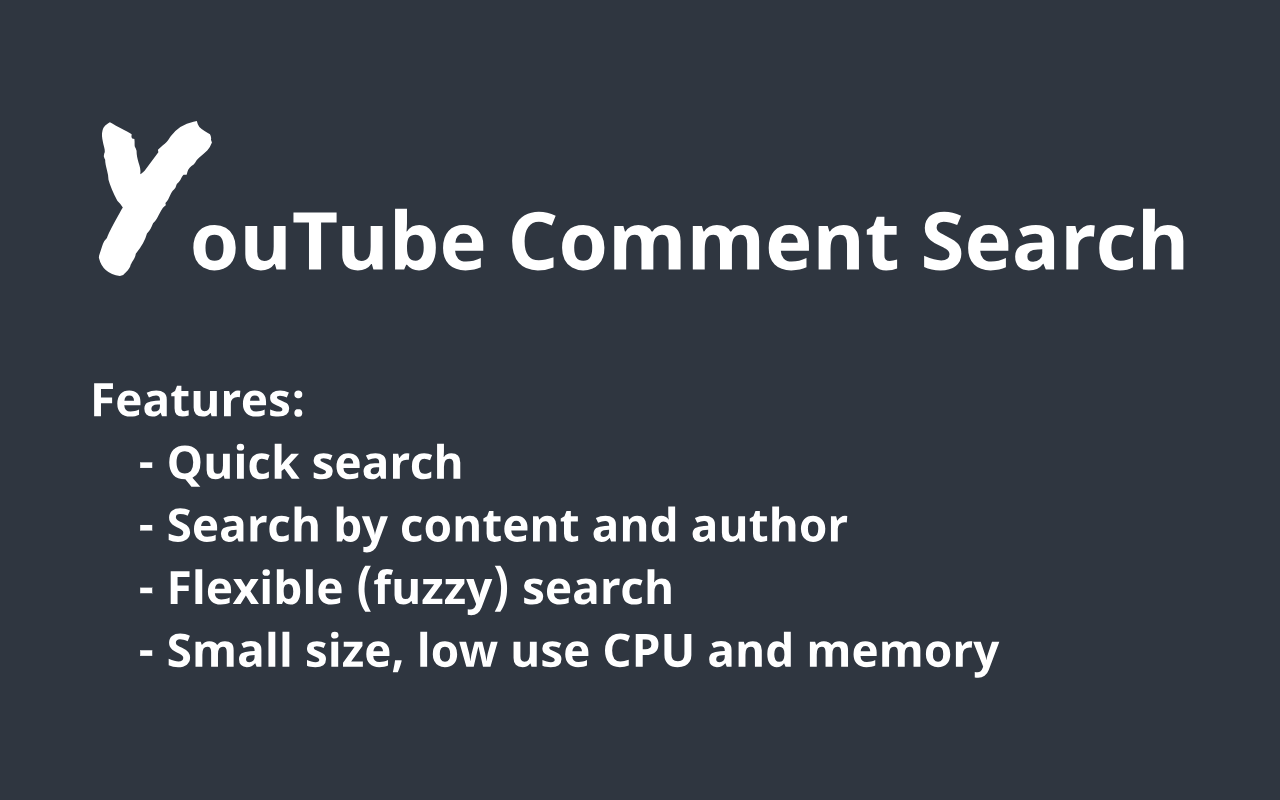 YouTube Comment Search
Features:
- Quick search
- Search by content and author
- Flexible (fuzzy) search
- Small size, low use CPU and memory